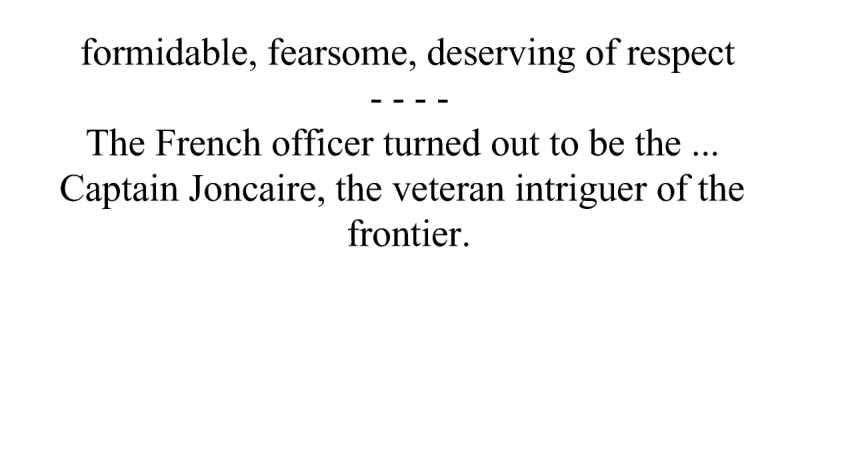 formidable, fearsome, deserving of respect
- - - -
The French officer turned out to be the ...
Captain Joncaire, the veteran intriguer of the
frontier.